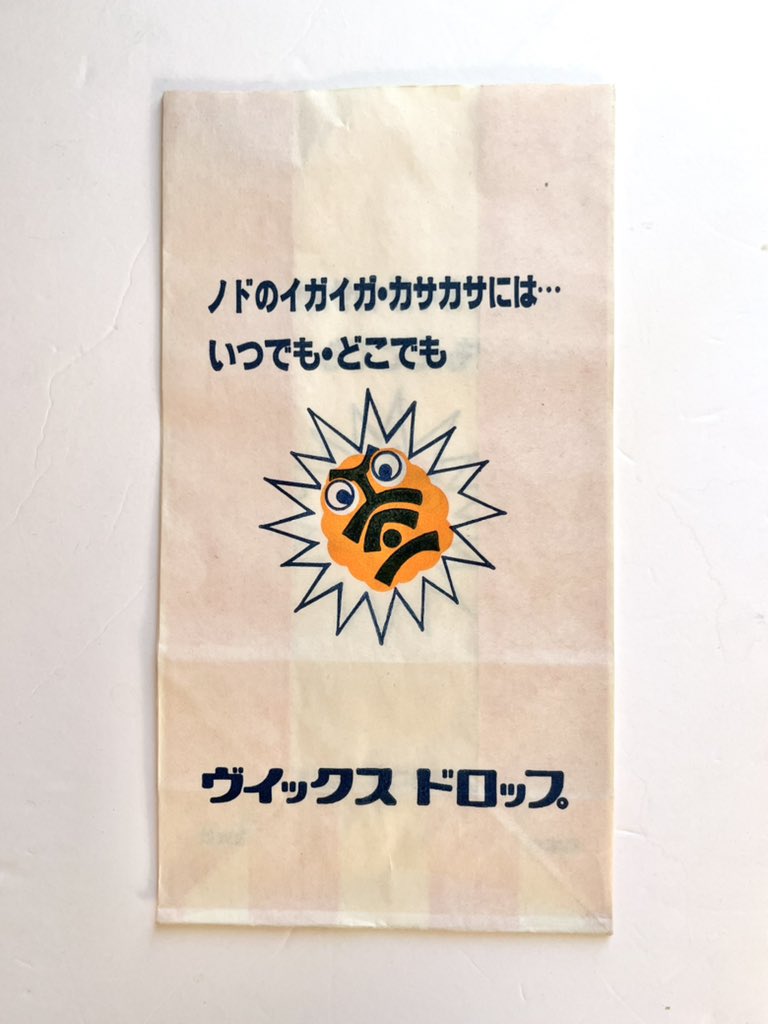 ノドのイガイガ・カサカサには…
いつでも・どこでも
ヴイックス ドロップ。